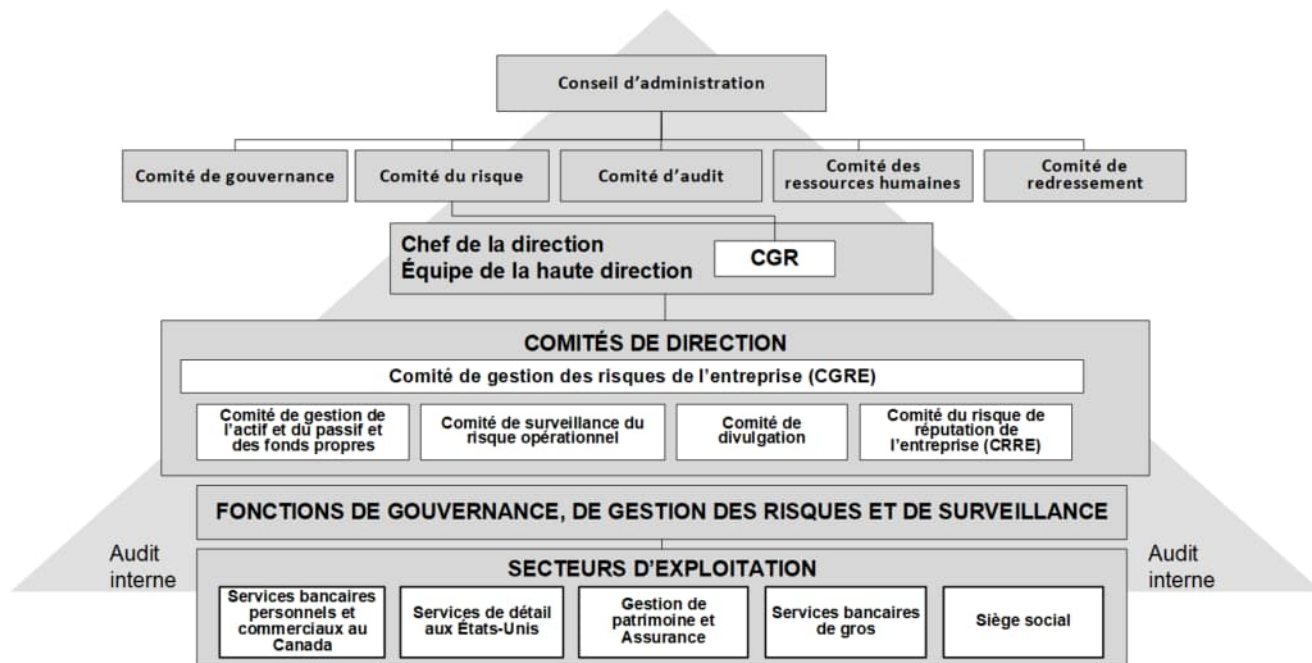 Conseil d'administration
Comité de gouvernance
Comité du risque
Comité d'audit
Comité des
ressources humaines
Comité de
redressement
Chef de la direction
Équipe de la haute direction
CGR
COMITÉS DE DIRECTION
Comité de gestion des risques de l'entreprise (CGRE)
Comité de gestion de
l'actif et du passif et
des fonds propres
Comité de surveillance du
risque opérationnel
Comité de
divulgation
Comité du risque de
réputation de
l'entreprise (CRRE)
FONCTIONS DE GOUVERNANCE, DE GESTION DES RISQUES ET DE SURVEILLANCE
Audit
interne
Audit
interne
SECTEURS D'EXPLOITATION
Services bancaires
personnels et
commerciaux au
Canada
Services de détail
aux États-Unis
Gestion de
patrimoine et
Assurance
Services bancaires
de gros
Siège social